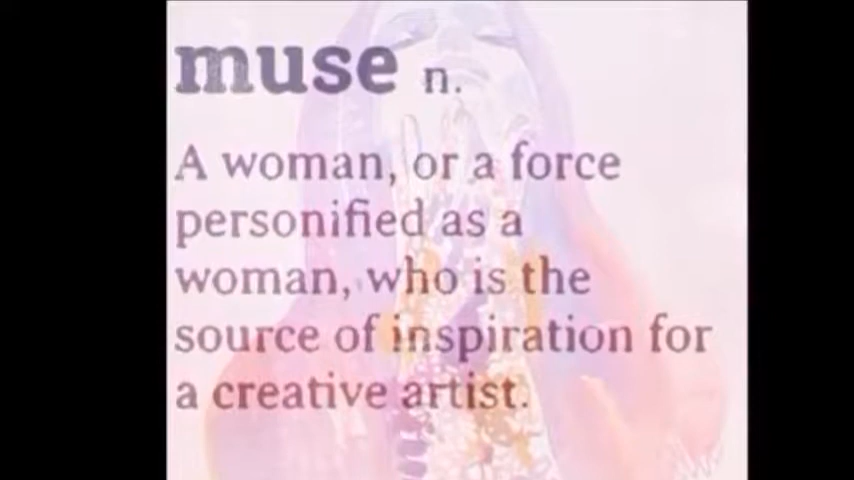 muse n.
A woman, or a force
personified as a
woman, who is the
source of inspiration for
a creative artist.